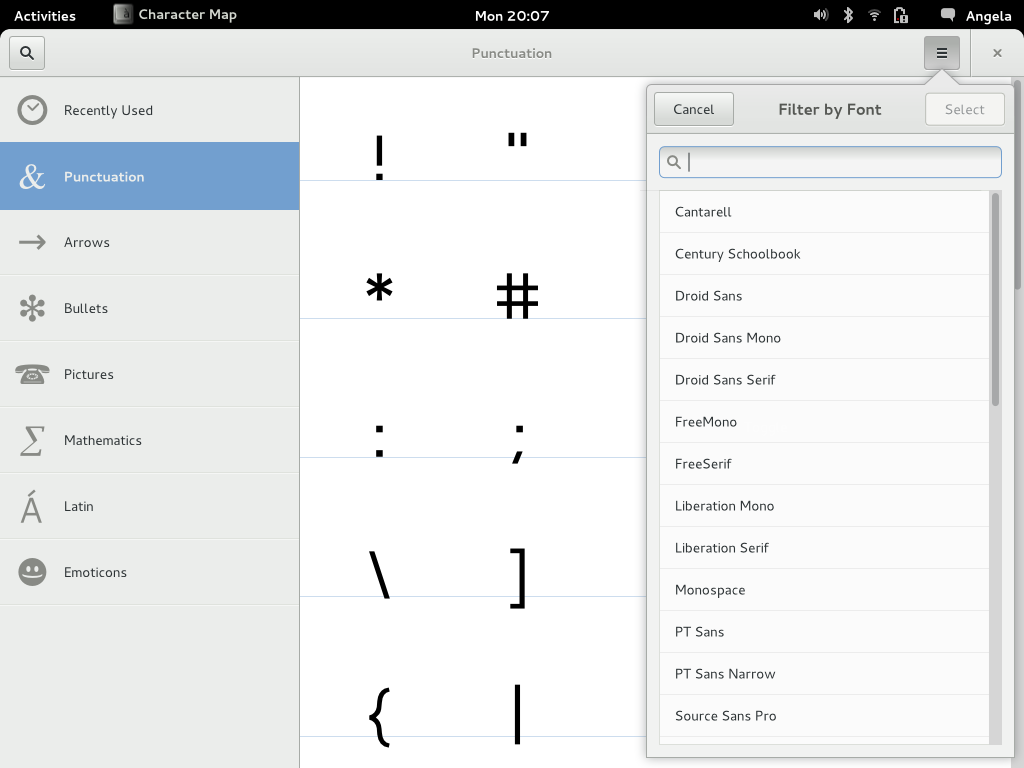 Activities Character Map Mon 20:07 Angela
Punctuation
Recently Used
& Punctuation
Arrows
Bullets
Pictures
∑ Mathematics
Á Latin
Emoticons
! "
* #
: ;
\ ]
{ |
Cancel Filter by Font Select
Cantarell
Century Schoolbook
Droid Sans
Droid Sans Mono
Droid Sans Serif
FreeMono
FreeSerif
Liberation Mono
Liberation Serif
Monospace
PT Sans
PT Sans Narrow
Source Sans Pro